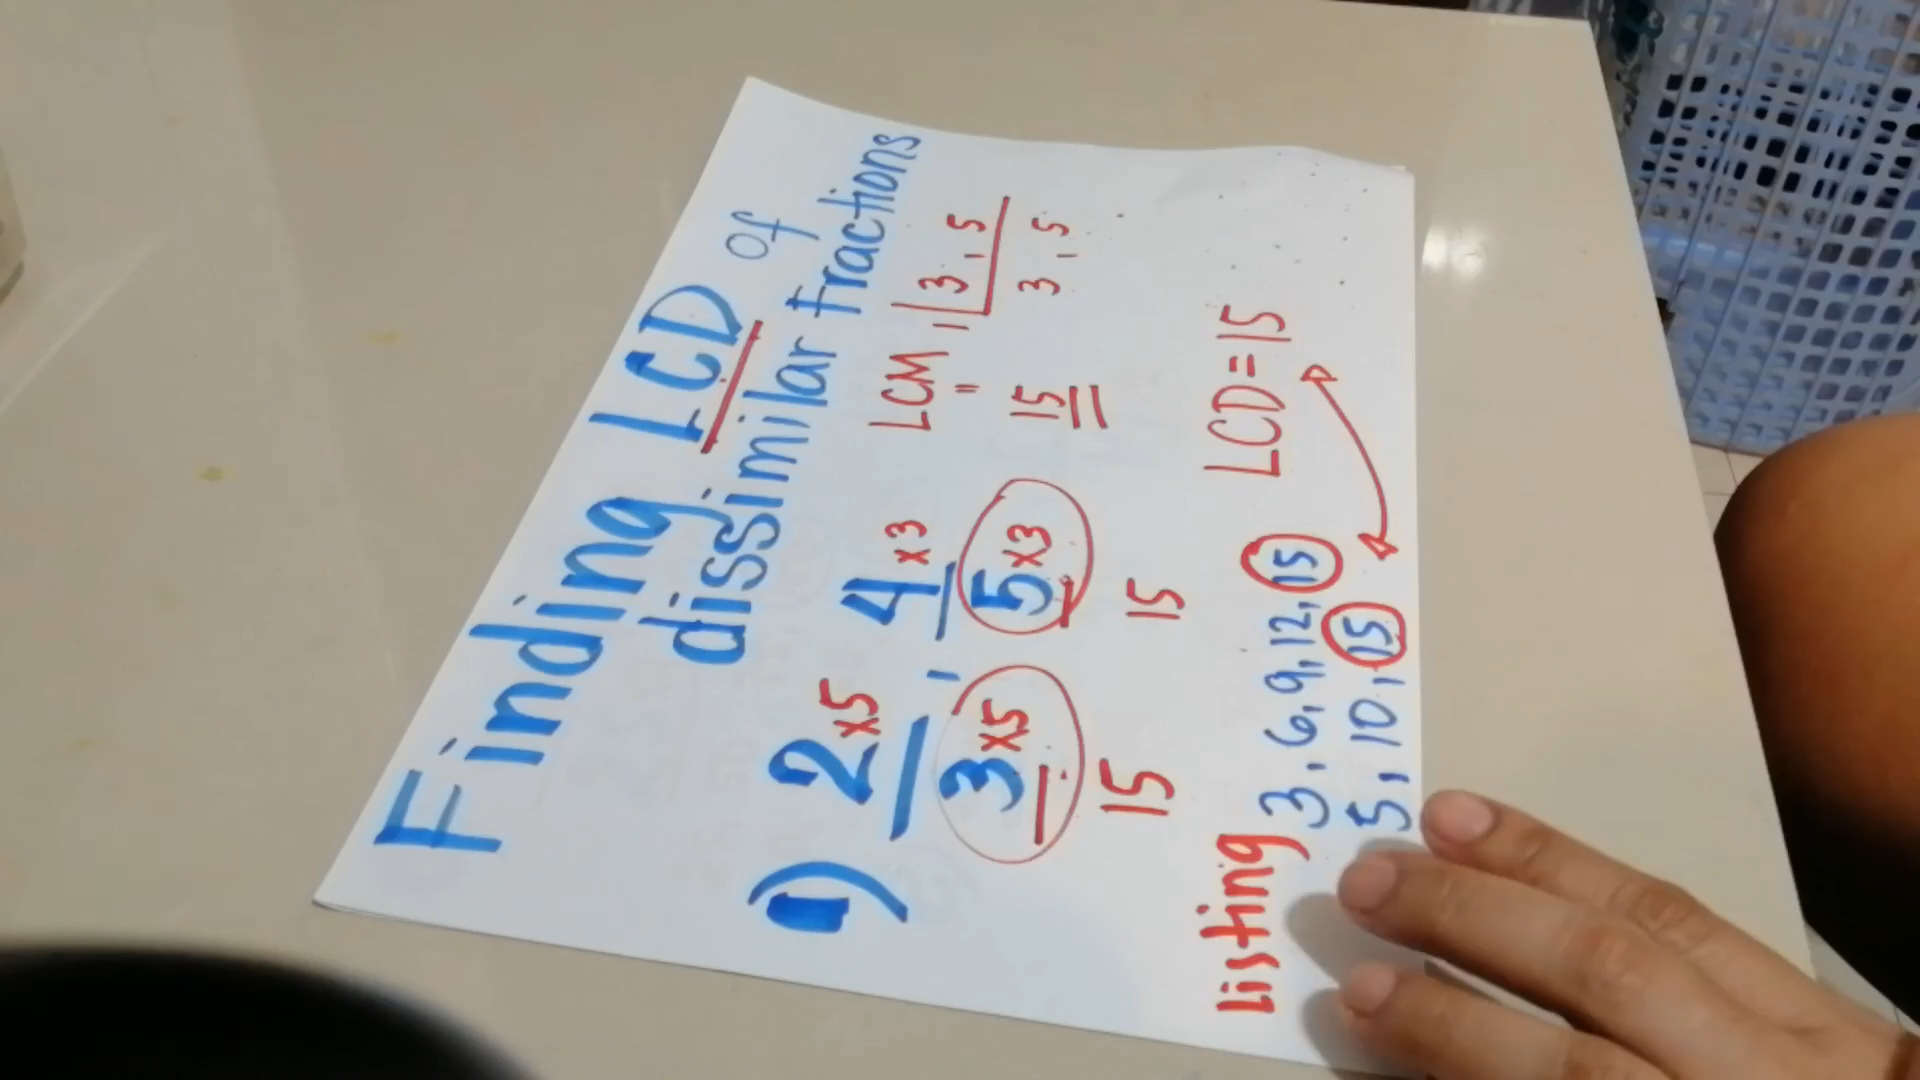 Finding LCD of
dissimilar fractions
a) 2x5 , 4x3
3x5 5x3
15 15
LCM 1 3, 5
= 3, 5
15
Listing
3, 6, 9, 12, 15
5, 10, 15
LCD=15